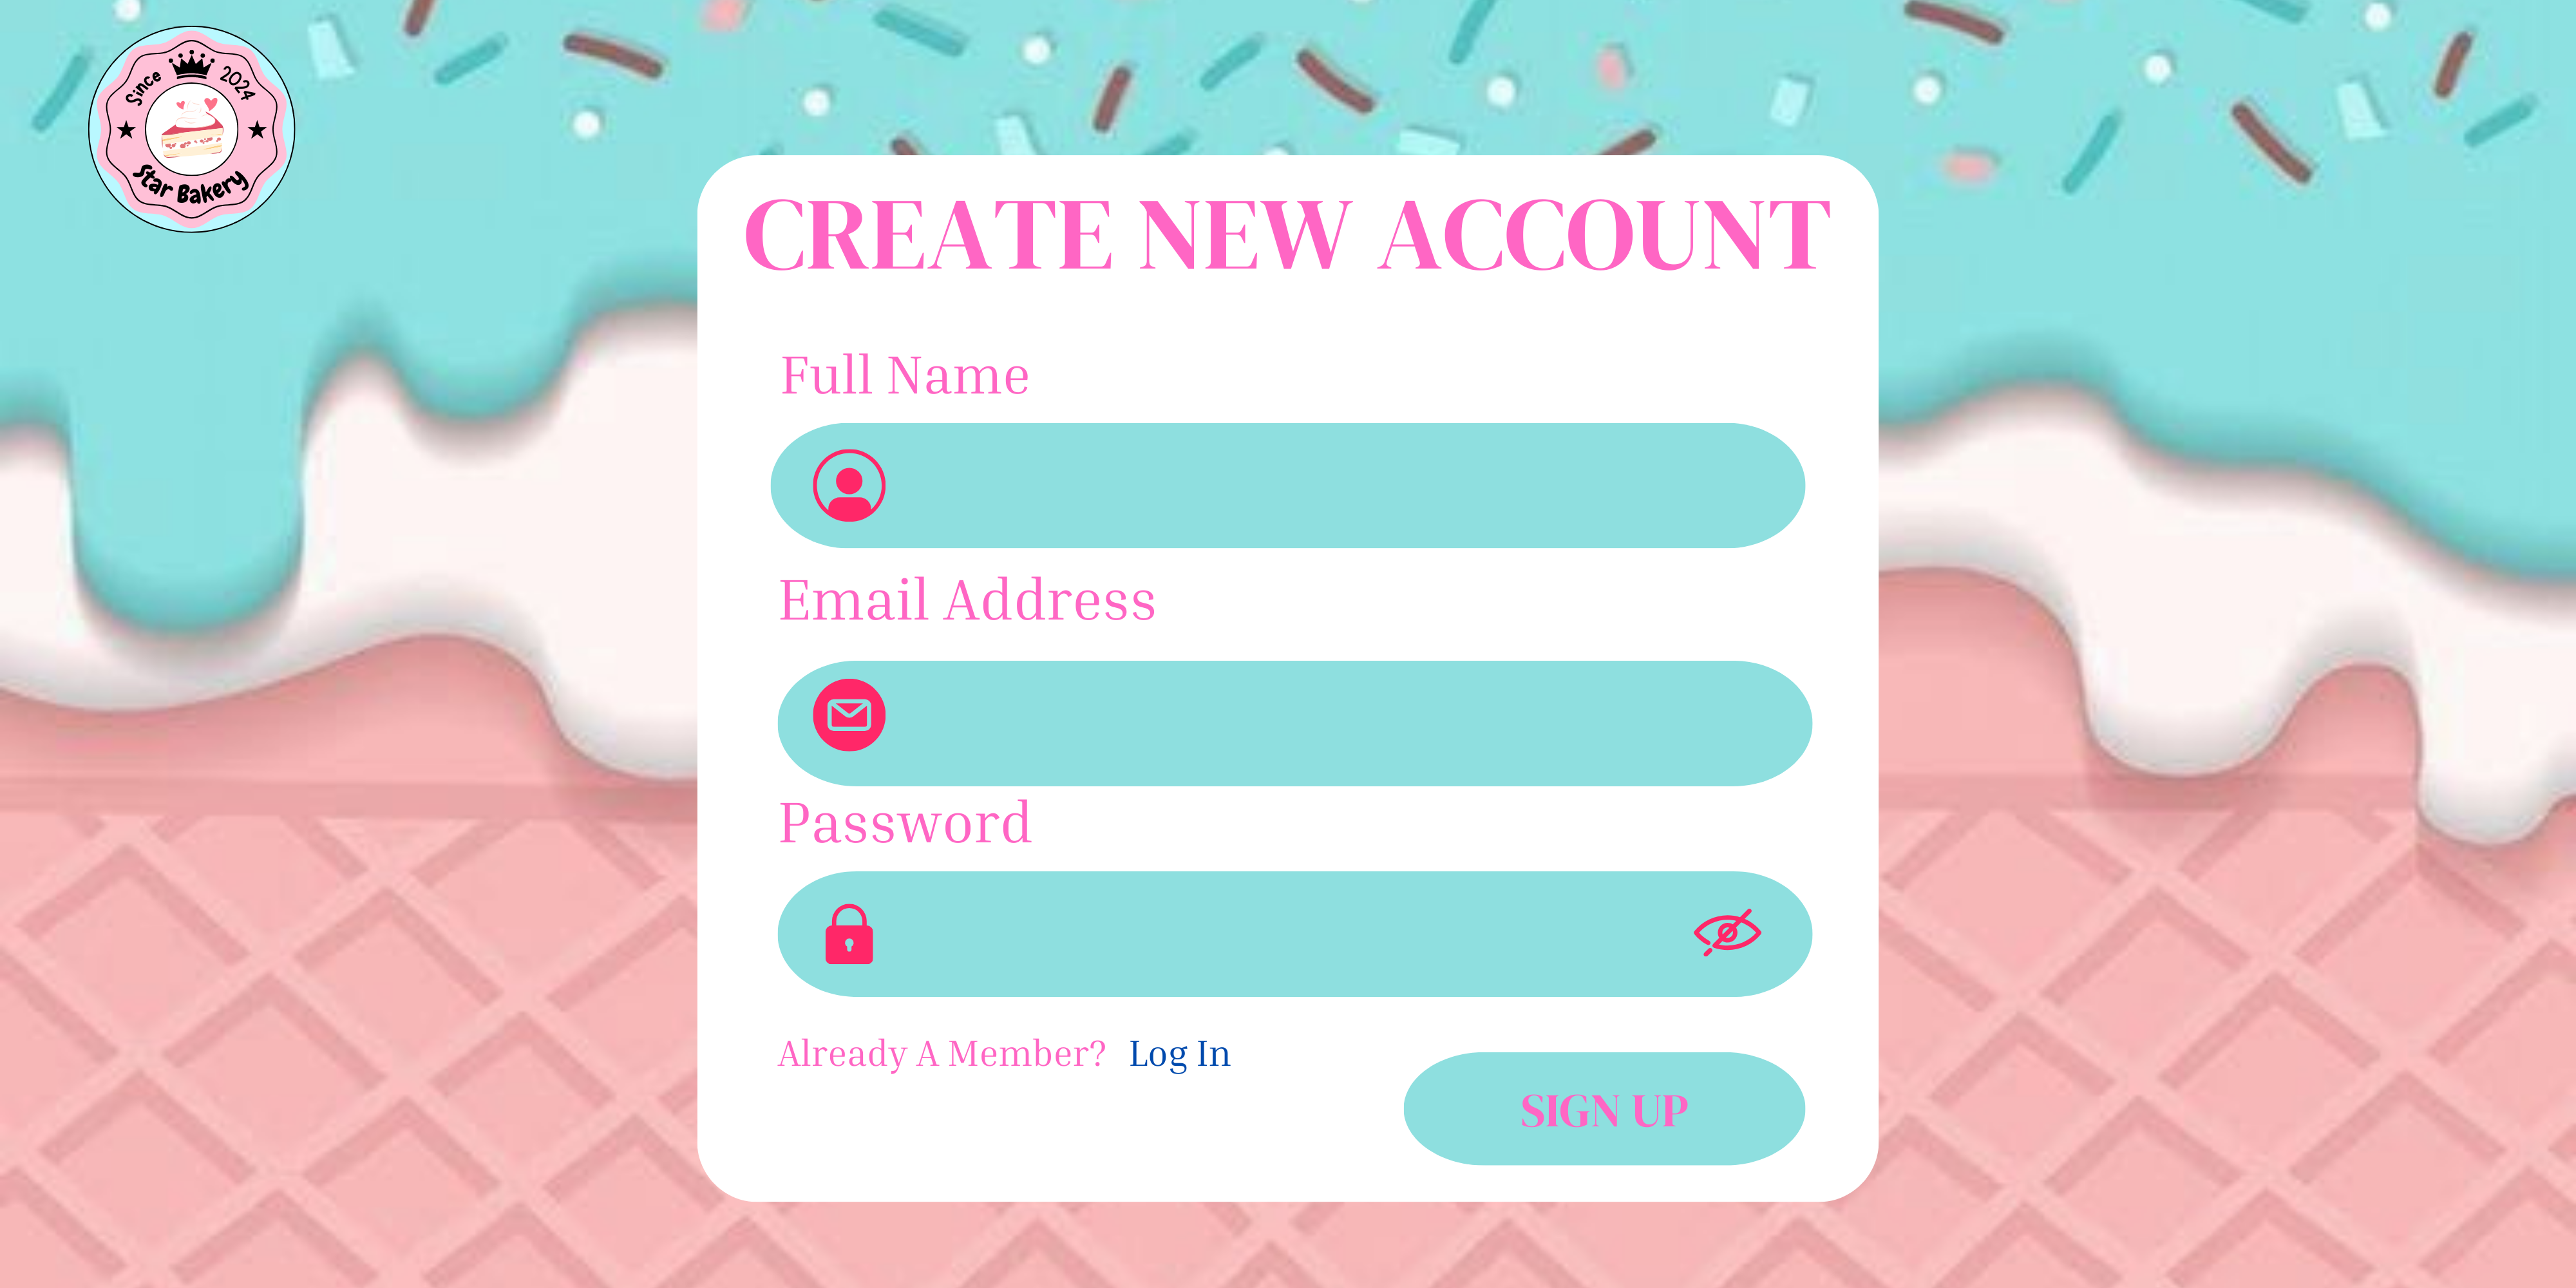 Since 2024
Star Bakery
CREATE NEW ACCOUNT
Full Name
Email Address
Password
Already A Member? Log In
SIGN UP